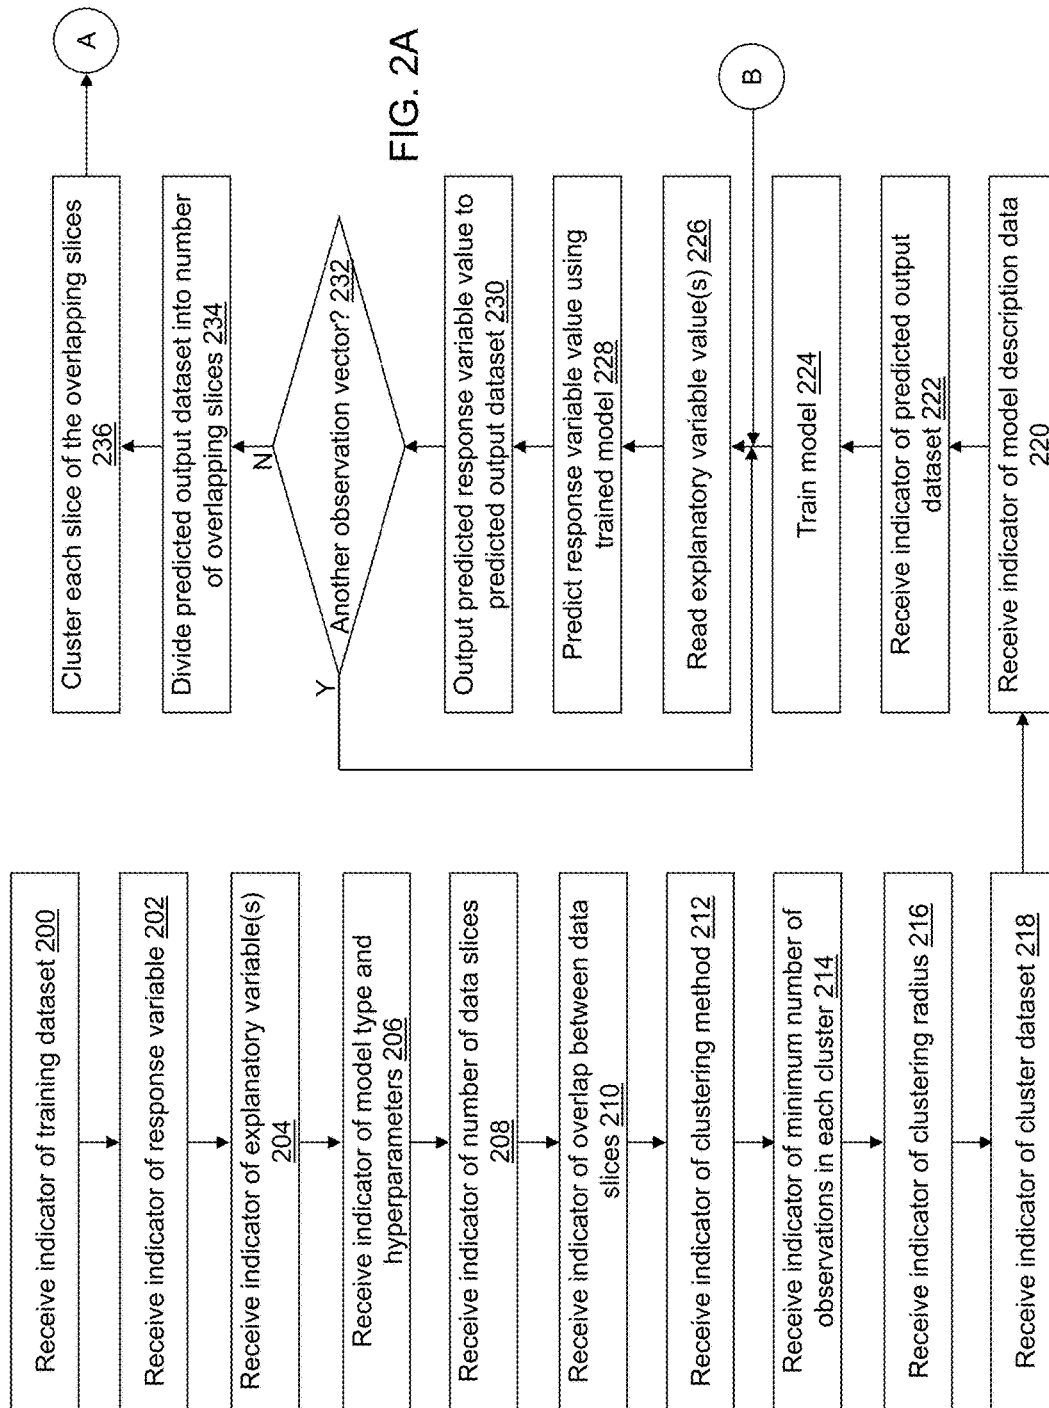 Receive indicator of training dataset 200
Receive indicator of response variable 202
Receive indicator of explanatory variable(s)
204
Receive indicator of model type and
hyperparameters 206
Receive indicator of number of data slices
208
Receive indicator of overlap between data
slices 210
Receive indicator of clustering method 212
Receive indicator of minimum number of
observations in each cluster 214
Receive indicator of clustering radius 216
Receive indicator of cluster dataset 218
Receive indicator of model description data
220
Receive indicator of predicted output
dataset 222
Train model 224
B
Read explanatory variable value(s) 226
Predict response variable value using
trained model 228
Output predicted response variable value to
predicted output dataset 230
Another observation vector? 232
Y
N
Divide predicted output dataset into number
of overlapping slices 234
Cluster each slice of the overlapping slices
236
A
FIG. 2A